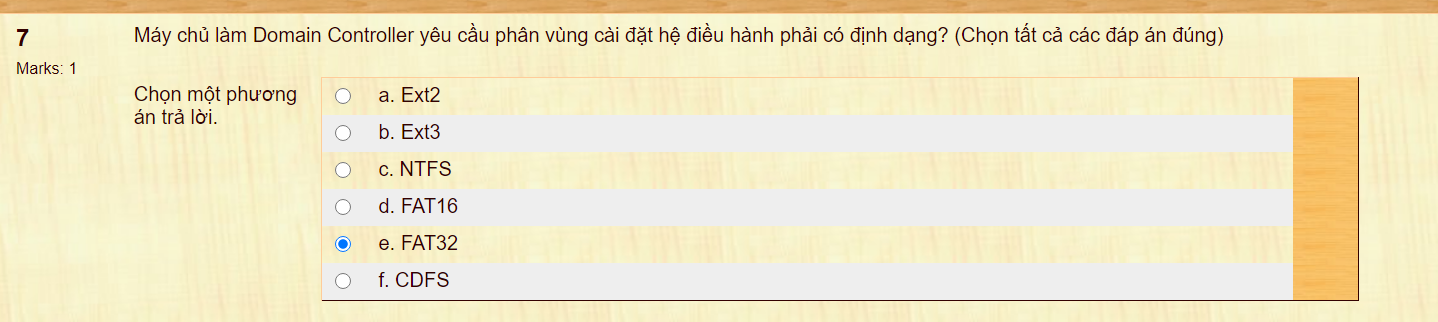 7
Marks: 1
Máy chủ làm Domain Controller yêu cầu phân vùng cài đặt hệ điều hành phải có định dạng? (Chọn tất cả các đáp án đúng)
Chọn một phương
án trả lời.
a. Ext2
b. Ext3
c. NTFS
d. FAT16
e. FAT32
f. CDFS